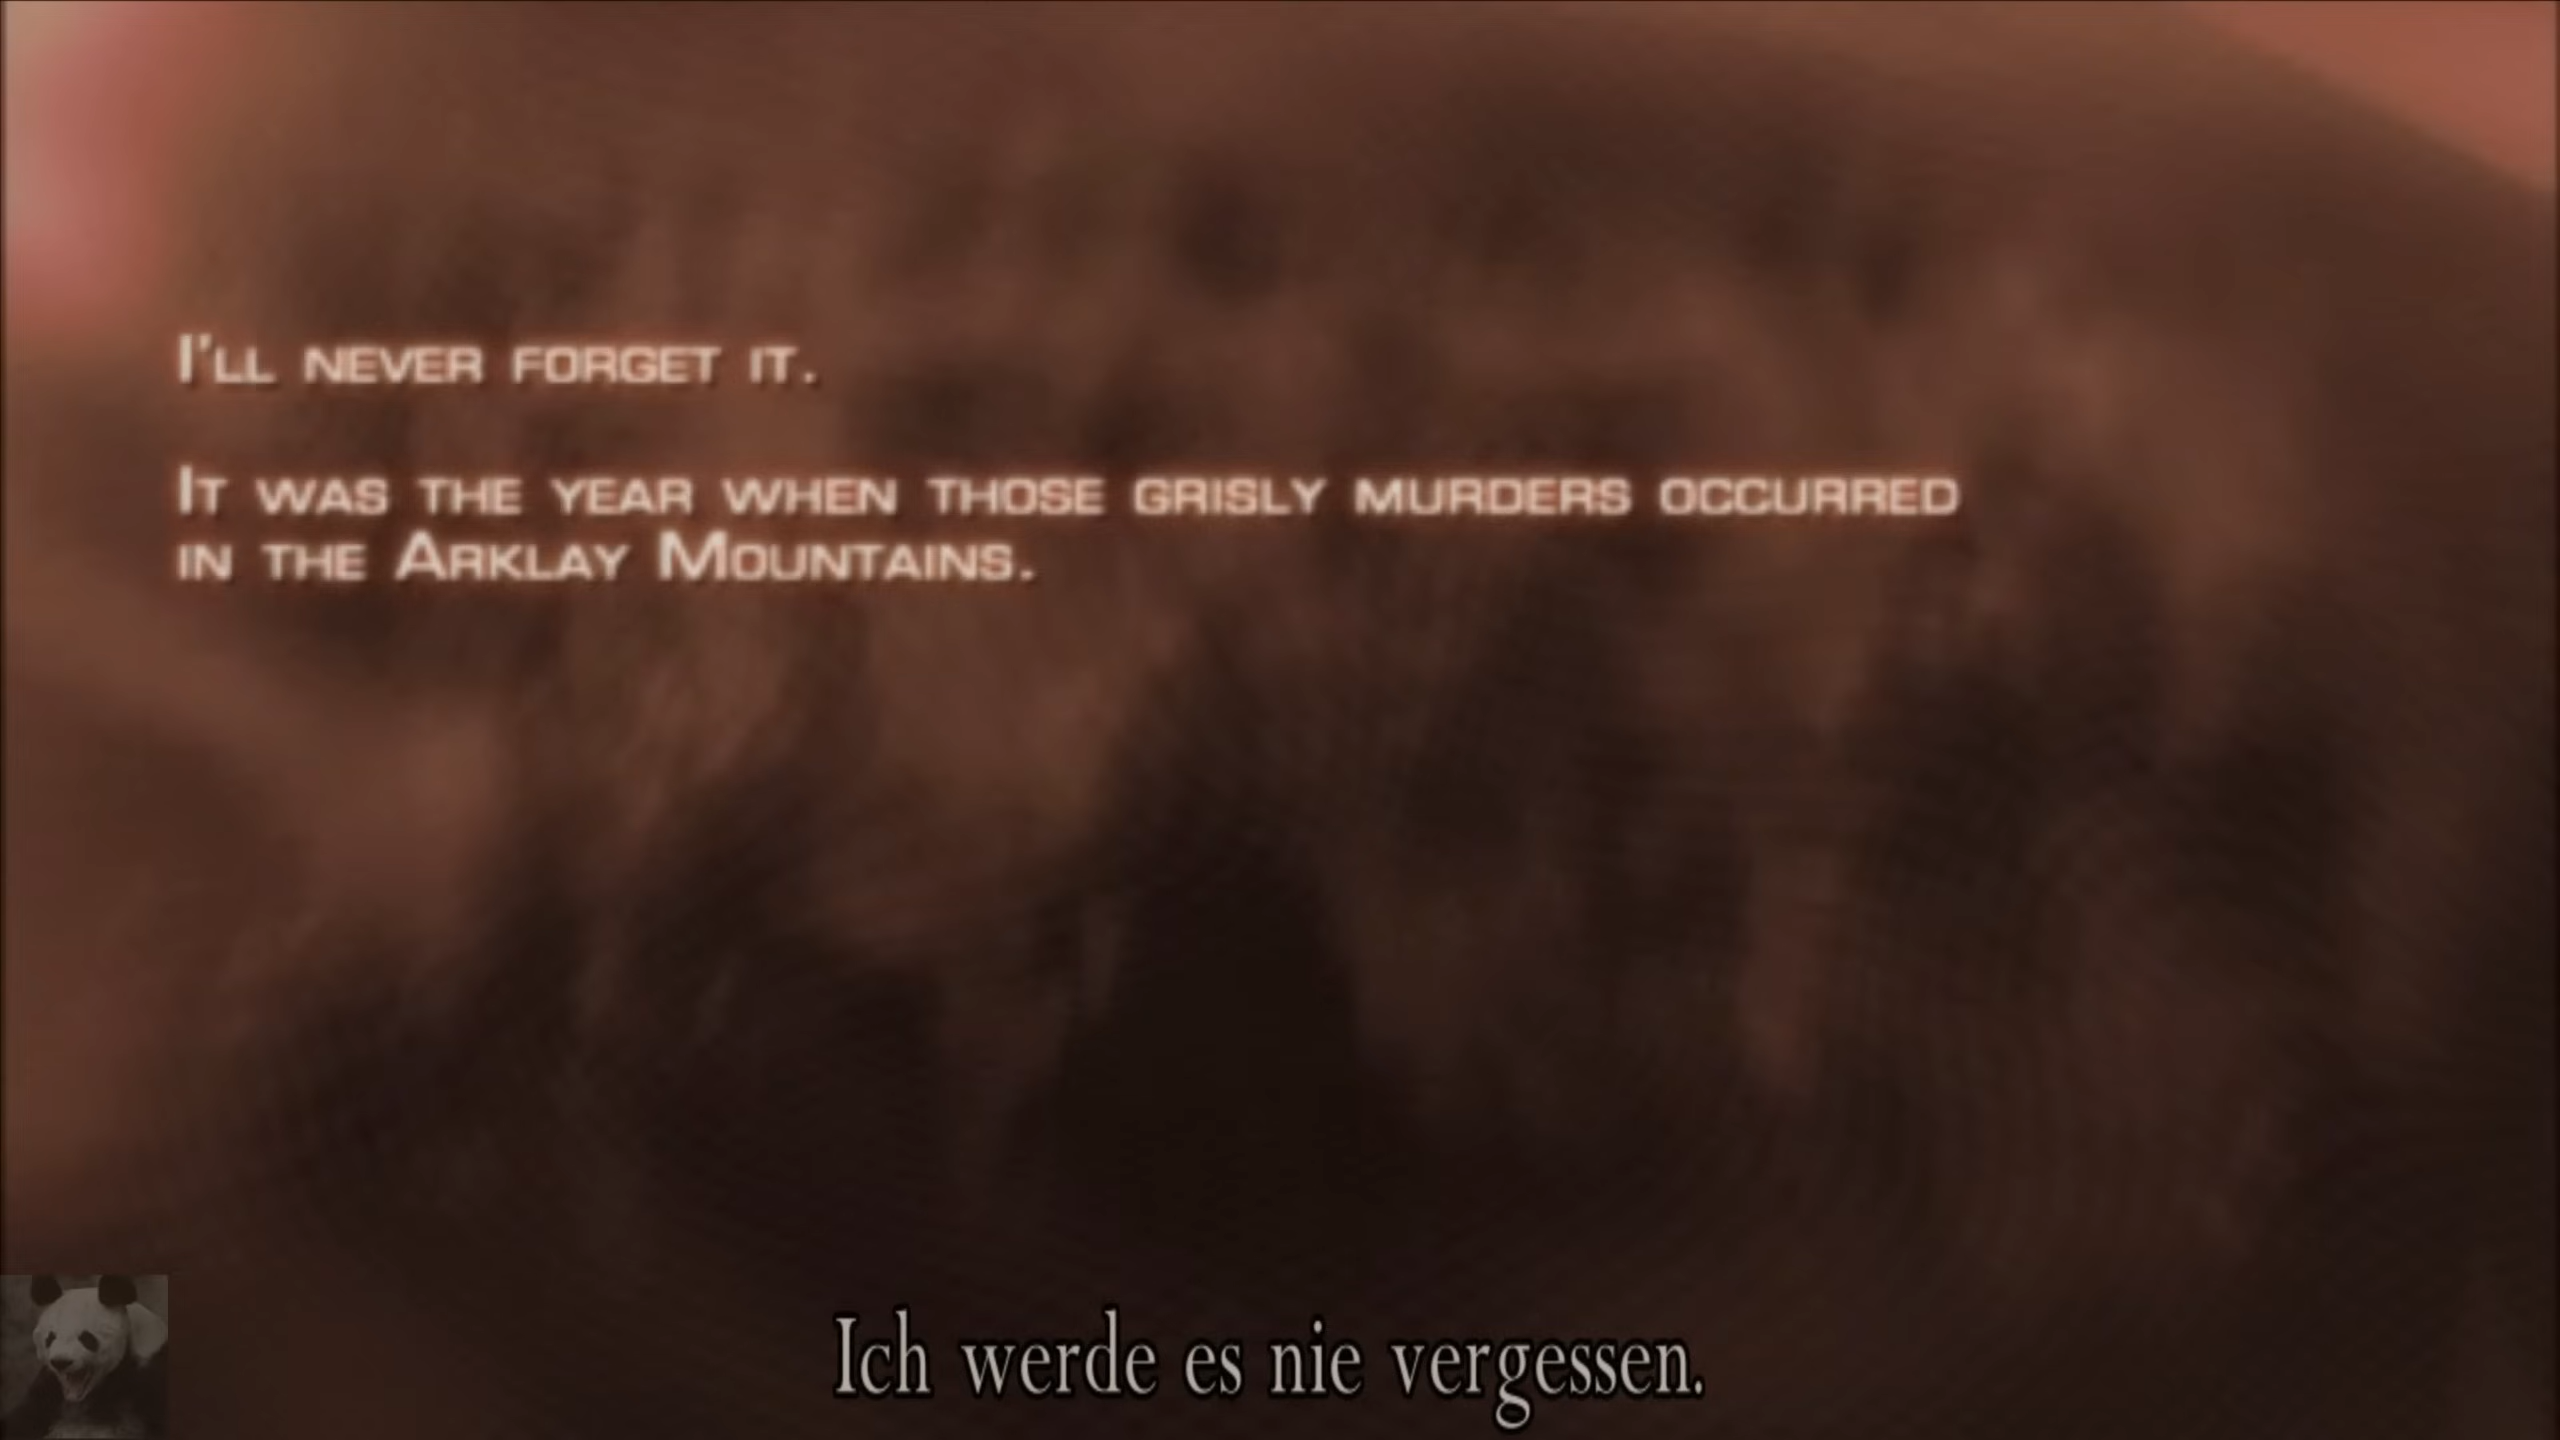 I'll never forget it.
It was the year when those grisly murders occurred
in the Arklay Mountains.
Ich werde es nie vergessen.